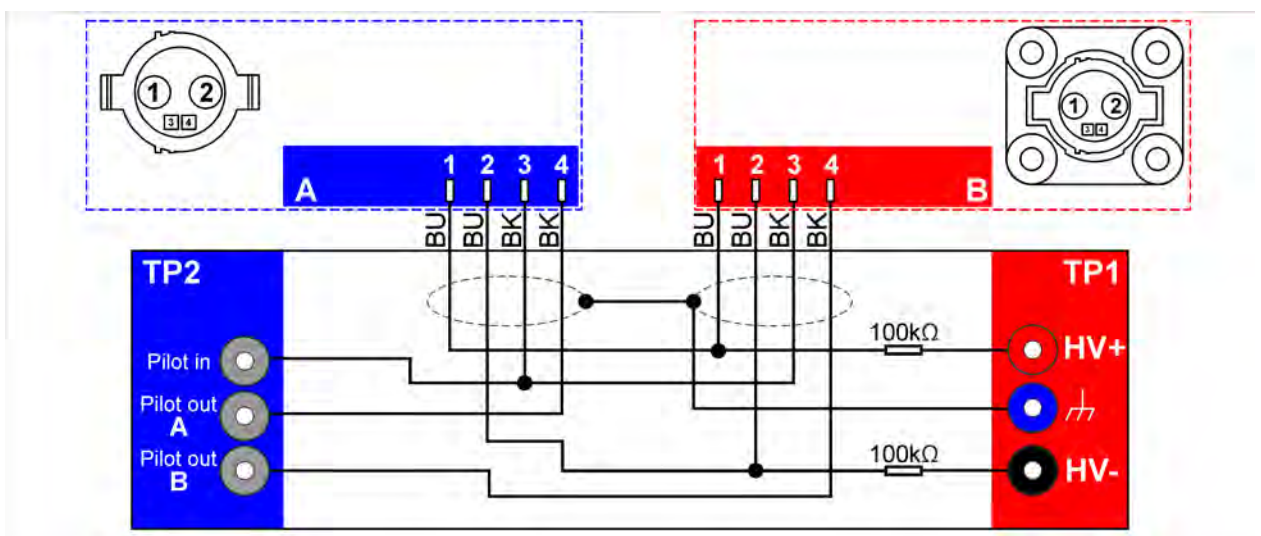 1 2
3 4
1 2
3 4
A 1 2 3 4
1 2 3 4 B
BU BU BK BK
BU BU BK BK
TP2
TP1
100kΩ
HV+
Pilot in
Pilot out
A
Pilot out
B
100kΩ
HV-